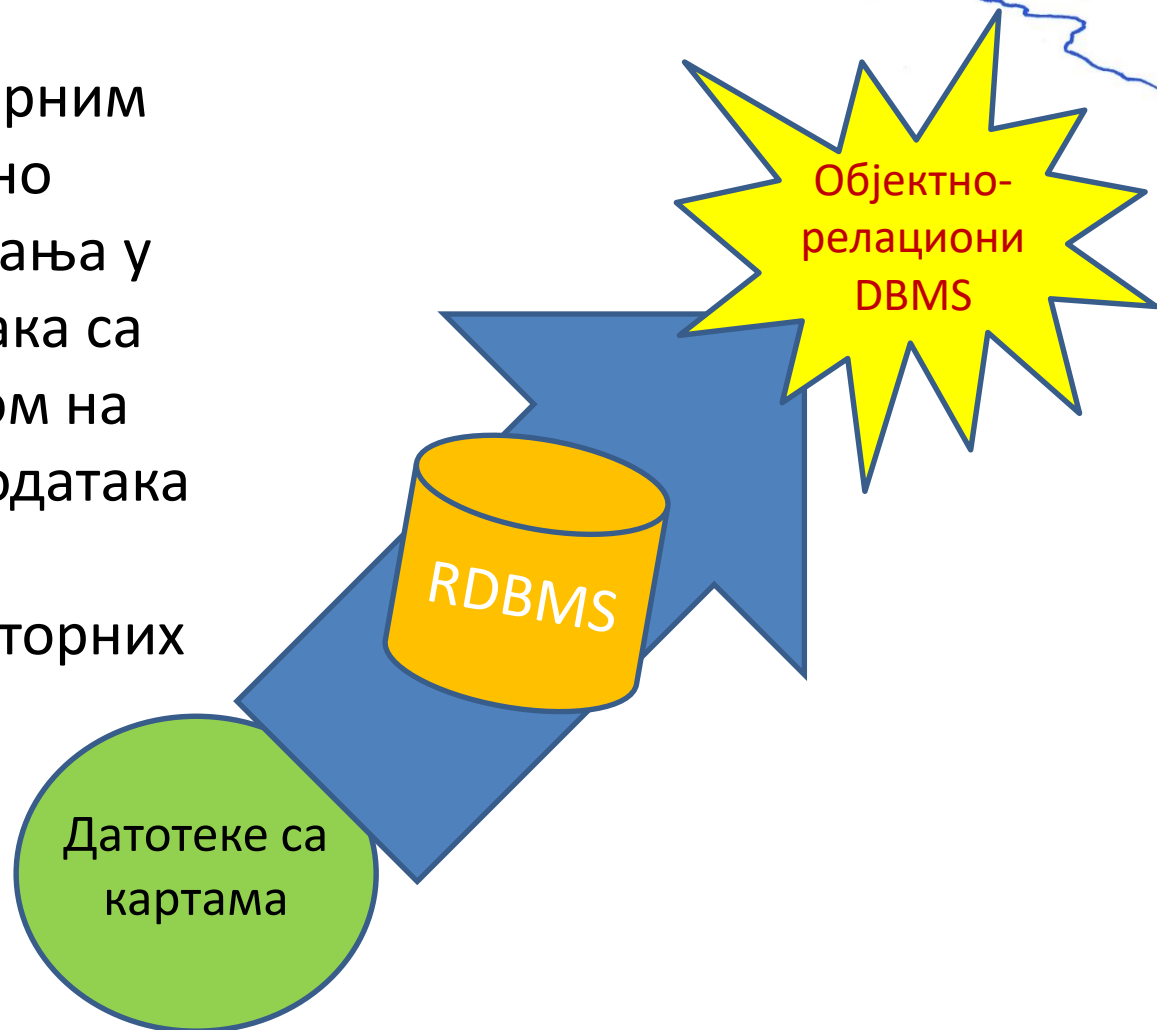 рним
но
ања у
ака са
ом на
одатака
торних
Објектно-
релациони
DBMS
RDBMS
Датотеке са
картама